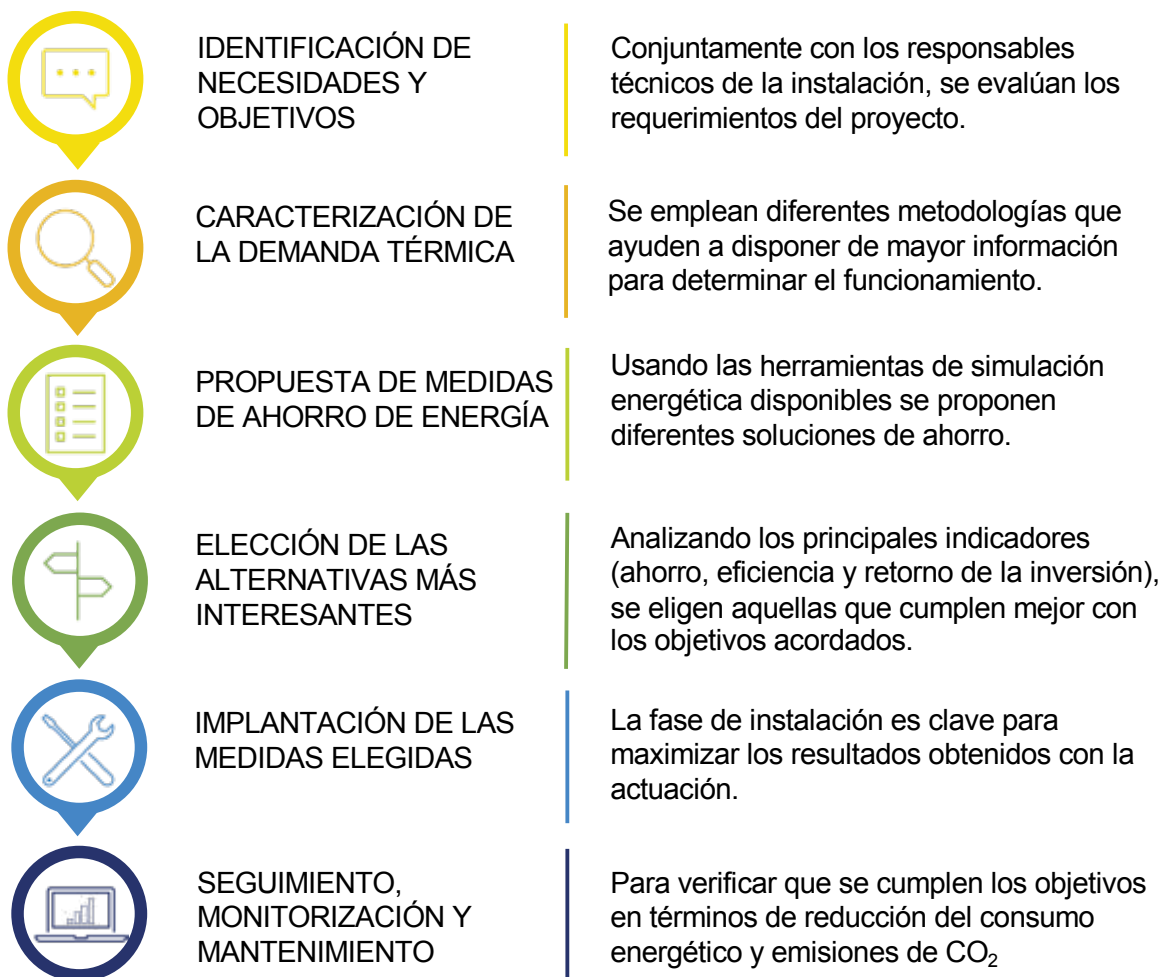 IDENTIFICACIÓN DE
NECESIDADES Y
OBJETIVOS
Conjuntamente con los responsables
técnicos de la instalación, se evalúan los
requerimientos del proyecto.
CARACTERIZACIÓN DE
LA DEMANDA TÉRMICA
Se emplean diferentes metodologías que
ayuden a disponer de mayor información
para determinar el funcionamiento.
PROPUESTA DE MEDIDAS
DE AHORRO DE ENERGÍA
Usando las herramientas de simulación
energética disponibles se proponen
diferentes soluciones de ahorro.
ELECCIÓN DE LAS
ALTERNATIVAS MÁS
INTERESANTES
Analizando los principales indicadores
(ahorro, eficiencia y retorno de la inversión),
se eligen aquellas que cumplen mejor con
los objetivos acordados.
IMPLANTACIÓN DE LAS
MEDIDAS ELEGIDAS
La fase de instalación es clave para
maximizar los resultados obtenidos con la
actuación.
SEGUIMIENTO,
MONITORIZACIÓN Y
MANTENIMIENTO
Para verificar que se cumplen los objetivos
en términos de reducción del consumo
energético y emisiones de CO₂